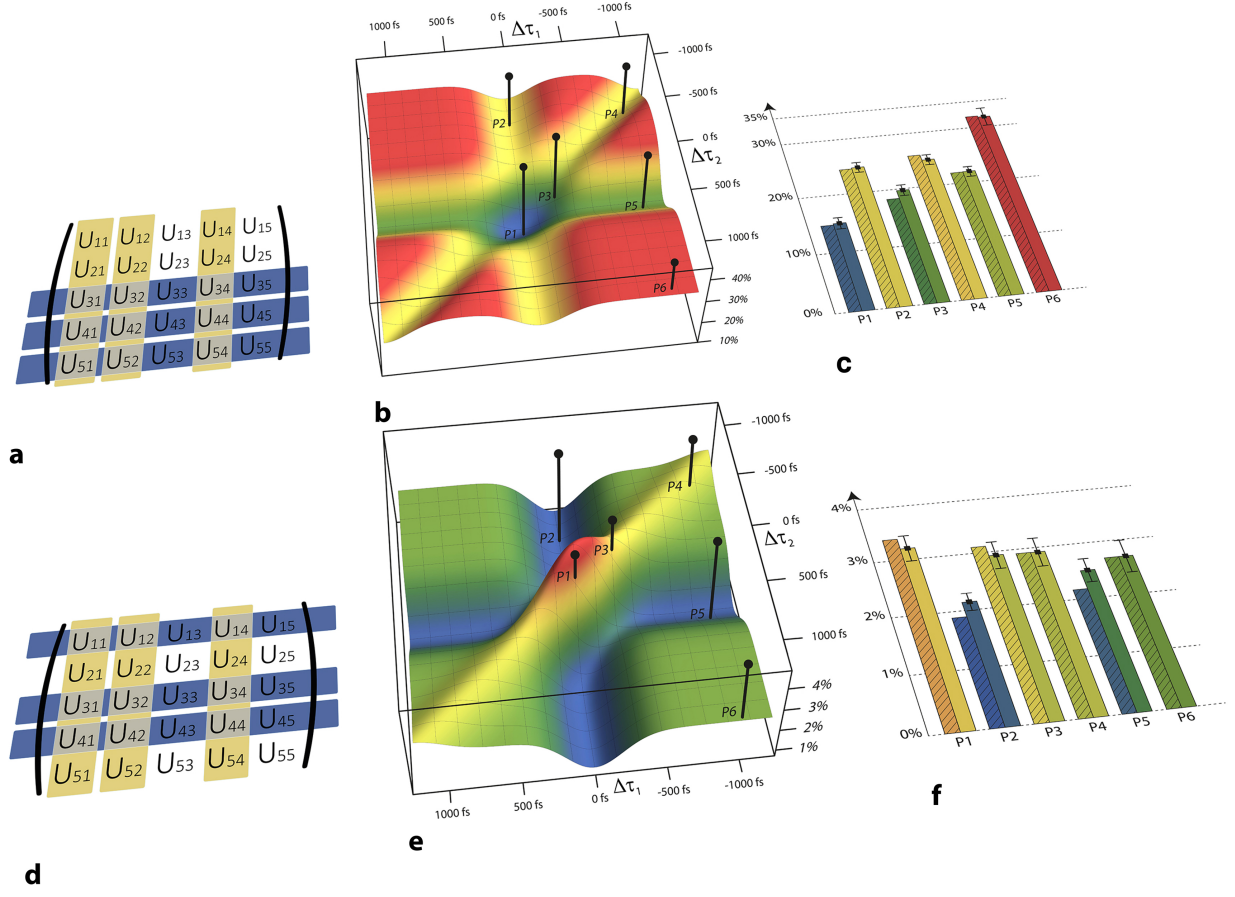 1000 fs 500 fs 0 fs -500 fs -1000 fs
Δτ1
-1000 fs
-500 fs
0 fs
Δτ2
500 fs
1000 fs
40%
30%
20%
10%
P2
P4
P3
P5
P1
P6
35%
30%
20%
10%
0%
P1 P2 P3 P4 P5 P6
U11 U12 U13 U14 U15
U21 U22 U23 U24 U25
U31 U32 U33 U34 U35
U41 U42 U43 U44 U45
U51 U52 U53 U54 U55
a
b
c
-1000 fs
-500 fs
0 fs
Δτ2
500 fs
1000 fs
4%
3%
2%
1%
P4
P2
P3
P1
P5
P6
1000 fs 500 fs 0 fs Δτ1 -500 fs -1000 fs
4%
3%
2%
1%
0%
P1 P2 P3 P4 P5 P6
U11 U12 U13 U14 U15
U21 U22 U23 U24 U25
U31 U32 U33 U34 U35
U41 U42 U43 U44 U45
U51 U52 U53 U54 U55
d
e
f